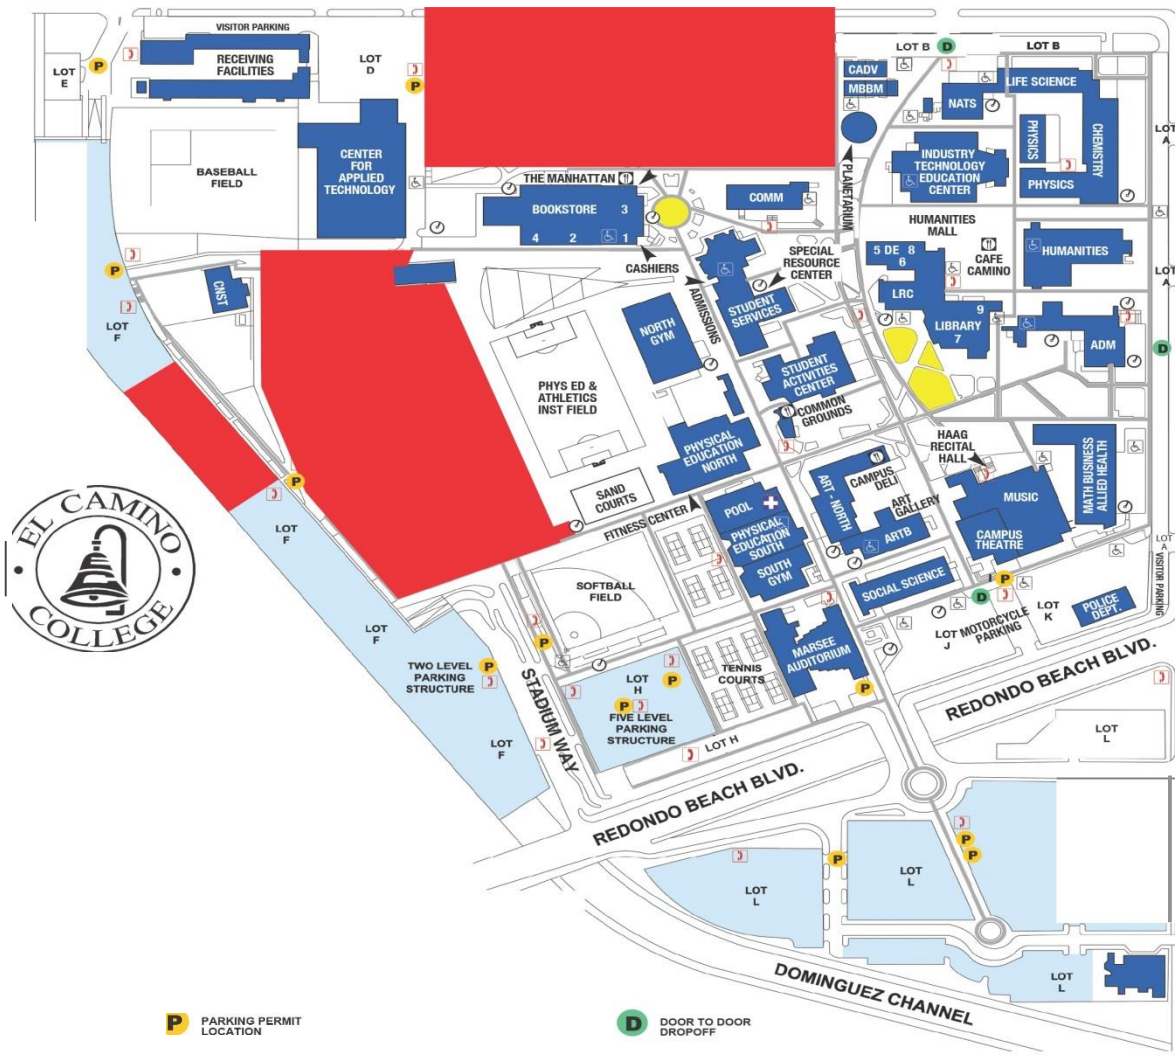 VISITOR PARKING
RECEIVING
FACILITIES
LOT
E
P
LOT
D
P
LOT B
D
LOT B
CADV
MBBM
NATS
LIFE SCIENCE
PHYSICS
CHEMISTRY
LOT
A
PHYSICS
INDUSTRY
TECHNOLOGY
EDUCATION
CENTER
PLANETARIUM
BASEBALL
FIELD
CENTER
FOR
APPLIED
TECHNOLOGY
THE MANHATTAN
BOOKSTORE 3
4 2 1
COMM
HUMANITIES
MALL
CAFE
CAMINO
HUMANITIES
5 DE 8
6
LRC
9
LIBRARY
7
ADM
LOT
A
D
CASHIERS
SPECIAL
RESOURCE
CENTER
ADMISSIONS
STUDENT
SERVICES
P
LOT
F
CNST
NORTH
GYM
PHYS ED &
ATHLETICS
INST FIELD
STUDENT
ACTIVITIES
CENTER
COMMON
GROUNDS
PHYSICAL
EDUCATION
NORTH
HAAG
RECITAL
HALL
MUSIC
CAMPUS
THEATRE
MATH BUSINESS
ALLIED HEALTH
P
LOT
F
SAND
COURTS
FITNESS CENTER
POOL
PHYSICAL
EDUCATION
SOUTH
SOUTH
GYM
ART - NORTH
CAMPUS
DELI
ART
GALLERY
ARTB
SOCIAL SCIENCE
LOT
A
VISITOR PARKING
EL CAMINO
COLLEGE
SOFTBALL
FIELD
P
D
LOT
J
MOTORCYCLE
PARKING
LOT
K
POLICE
DEPT.
LOT
F
TWO LEVEL
PARKING
STRUCTURE
P
P
LOT
F
STADIUM WAY
LOT
H
P
P
FIVE LEVEL
PARKING
STRUCTURE
TENNIS
COURTS
MARSEE
AUDITORIUM
P
LOT H
REDONDO BEACH BLVD.
REDONDO BEACH BLVD.
LOT
L
LOT
L
P
LOT
L
P
P
LOT
L
DOMINGUEZ CHANNEL
P PARKING PERMIT
LOCATION
D DOOR TO DOOR
DROPOFF